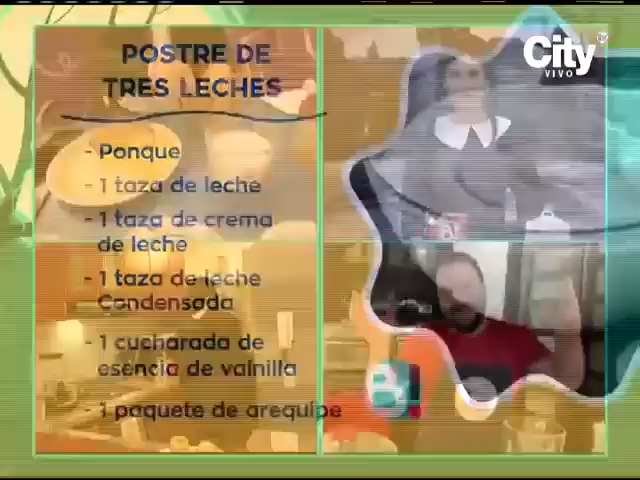 City tv
VIVO
POSTRE DE
TRES LECHES
- Ponque
- 1 taza de leche
- 1 taza de crema
de leche
- 1 taza de leche
Condensada
- 1 cucharada de
esencia de vainilla
- 1 paquete de arequipe